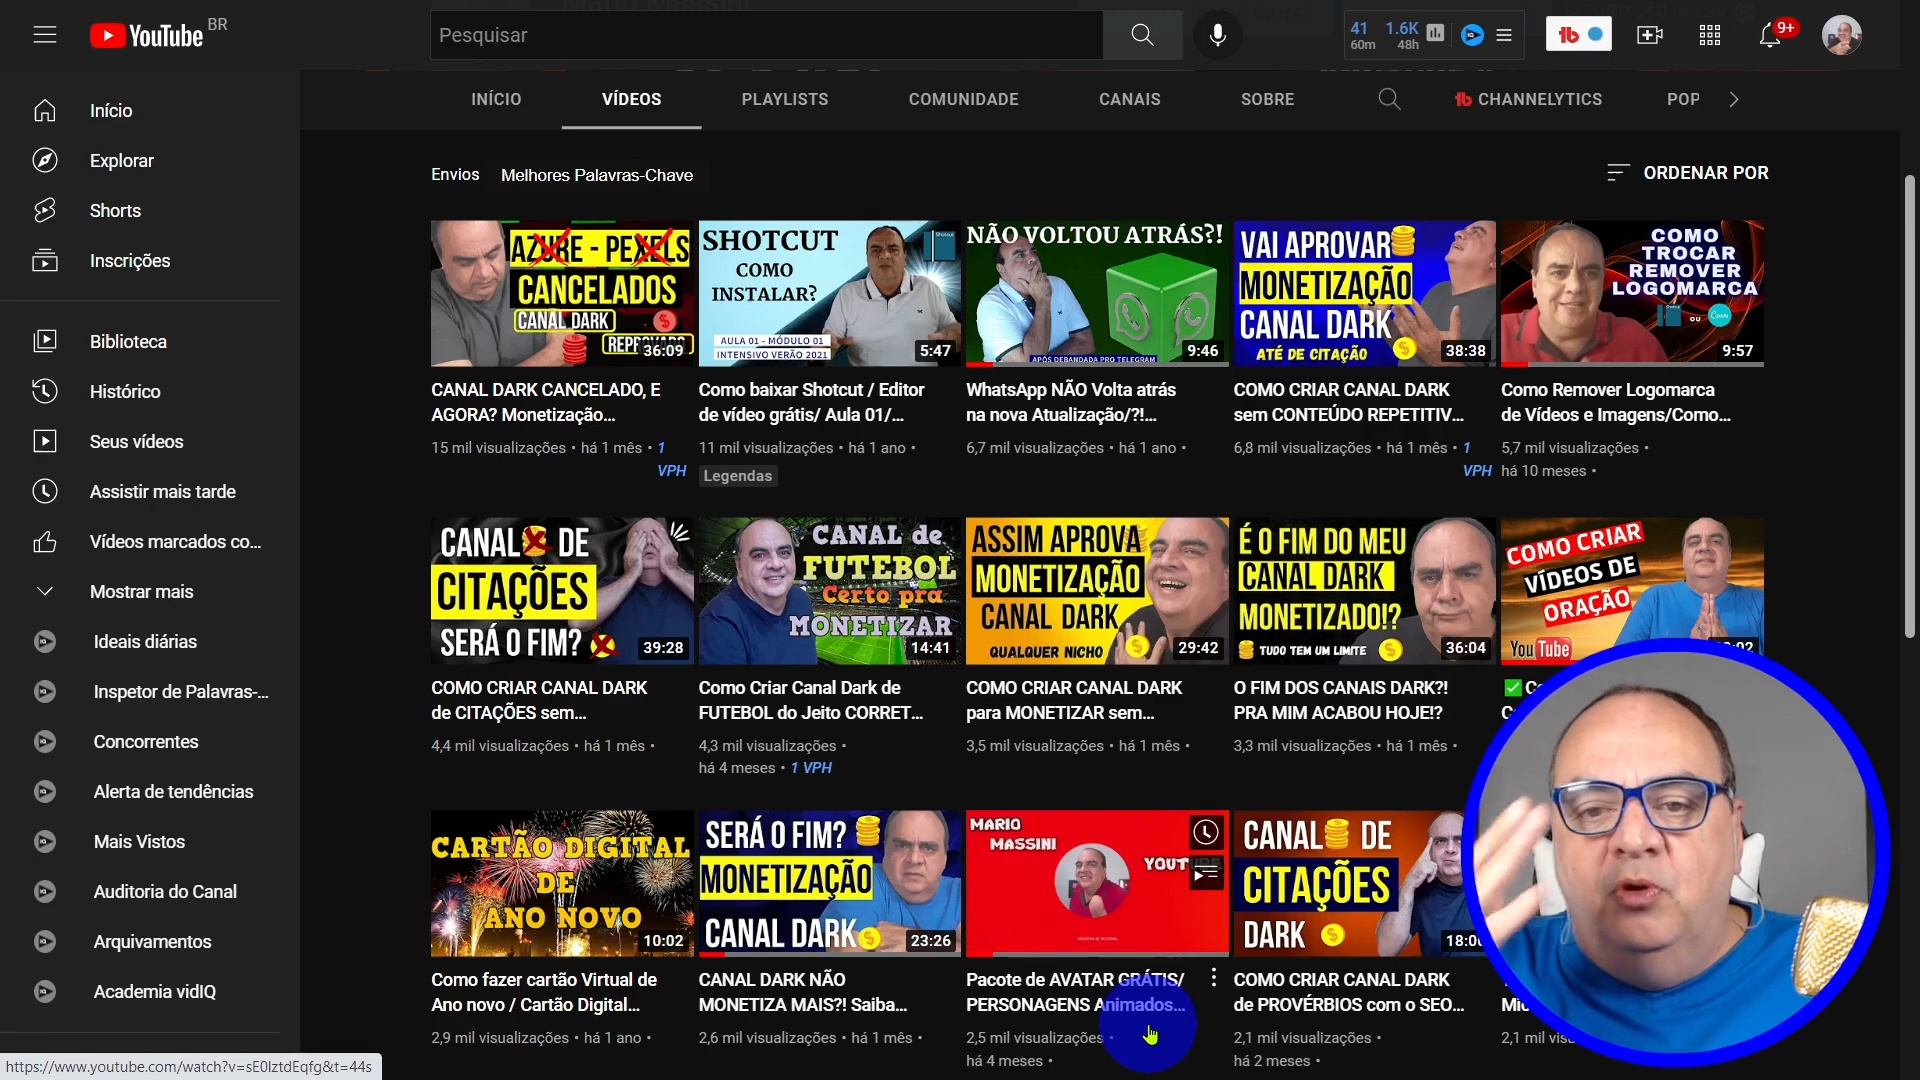 YouTube BR
Pesquisar
41 1.6K
60m 48h
9+
INÍCIO VÍDEOS PLAYLISTS COMUNIDADE CANAIS SOBRE CHANNELYTICS POP
Início
Explorar
Shorts
Inscrições
Biblioteca
Histórico
Seus vídeos
Assistir mais tarde
Vídeos marcados co...
Mostrar mais
Ideais diárias
Inspetor de Palavras-...
Concorrentes
Alerta de tendências
Mais Vistos
Auditoria do Canal
Arquivamentos
Academia vidIQ
Envios Melhores Palavras-Chave ORDENAR POR
AZURE - PEXELS
CANCELADOS
CANAL DARK
36:09
CANAL DARK CANCELADO, E
AGORA? Monetização...
15 mil visualizações • há 1 mês • 1
VPH
SHOTCUT
COMO
INSTALAR?
AULA 01 - MÓDULO 01
INTENSIVO VERÃO 2021
5:47
Como baixar Shotcut / Editor
de vídeo grátis/ Aula 01/...
11 mil visualizações • há 1 ano •
Legendas
NÃO VOLTOU ATRÁS?!
APÓS DEBANDADA PRO TELEGRAM
9:46
WhatsApp NÃO Volta atrás
na nova Atualização/?!...
6,7 mil visualizações • há 1 ano •
VAI APROVAR
MONETIZAÇÃO
CANAL DARK
ATÉ DE CITAÇÃO
38:38
COMO CRIAR CANAL DARK
sem CONTEÚDO REPETITIV...
6,8 mil visualizações • há 1 mês • 1
VPH
COMO
TROCAR
REMOVER
LOGOMARCA
OU
9:57
Como Remover Logomarca
de Vídeos e Imagens/Como...
5,7 mil visualizações •
há 10 meses •
CANAL DE
CITAÇÕES
SERÁ O FIM?
39:28
COMO CRIAR CANAL DARK
de CITAÇÕES sem...
4,4 mil visualizações • há 1 mês •
CANAL de
FUTEBOL
Certo pra
MONETIZAR
14:41
Como Criar Canal Dark de
FUTEBOL do Jeito CORRET...
4,3 mil visualizações •
há 4 meses • 1 VPH
ASSIM APROVA
MONETIZAÇÃO
CANAL DARK
QUALQUER NICHO
29:42
COMO CRIAR CANAL DARK
para MONETIZAR sem...
3,5 mil visualizações • há 1 mês •
É O FIM DO MEU
CANAL DARK
MONETIZADO!?
TUDO TEM UM LIMITE
36:04
O FIM DOS CANAIS DARK?!
PRA MIM ACABOU HOJE!?
3,3 mil visualizações • há 1 mês •
COMO CRIAR
VÍDEOS DE
ORAÇÃO
YouTube
CARTÃO DIGITAL
DE
ANO NOVO
10:02
Como fazer cartão Virtual de
Ano novo / Cartão Digital...
2,9 mil visualizações • há 1 ano •
SERÁ O FIM?
MONETIZAÇÃO
CANAL DARK
23:26
CANAL DARK NÃO
MONETIZA MAIS?! Saiba...
2,6 mil visualizações • há 1 mês •
MARIO
MASSINI
Pacote de AVATAR GRÁTIS/
PERSONAGENS Animados...
2,5 mil visualizações •
há 4 meses •
CANAL DE
CITAÇÕES
DARK
COMO CRIAR CANAL DARK
de PROVÉRBIOS com o SEO...
2,1 mil visualizações •
há 2 meses •
https://www.youtube.com/watch?v=sE0IztdEqfg&t=44s